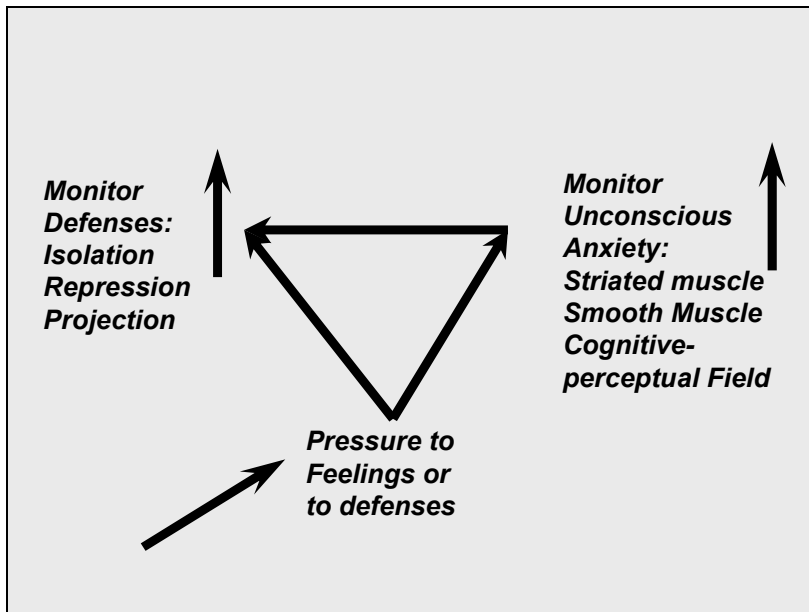 Monitor
Defenses:
Isolation
Repression
Projection
Monitor
Unconscious
Anxiety:
Striated muscle
Smooth Muscle
Cognitive-
perceptual Field
Pressure to
Feelings or
to defenses